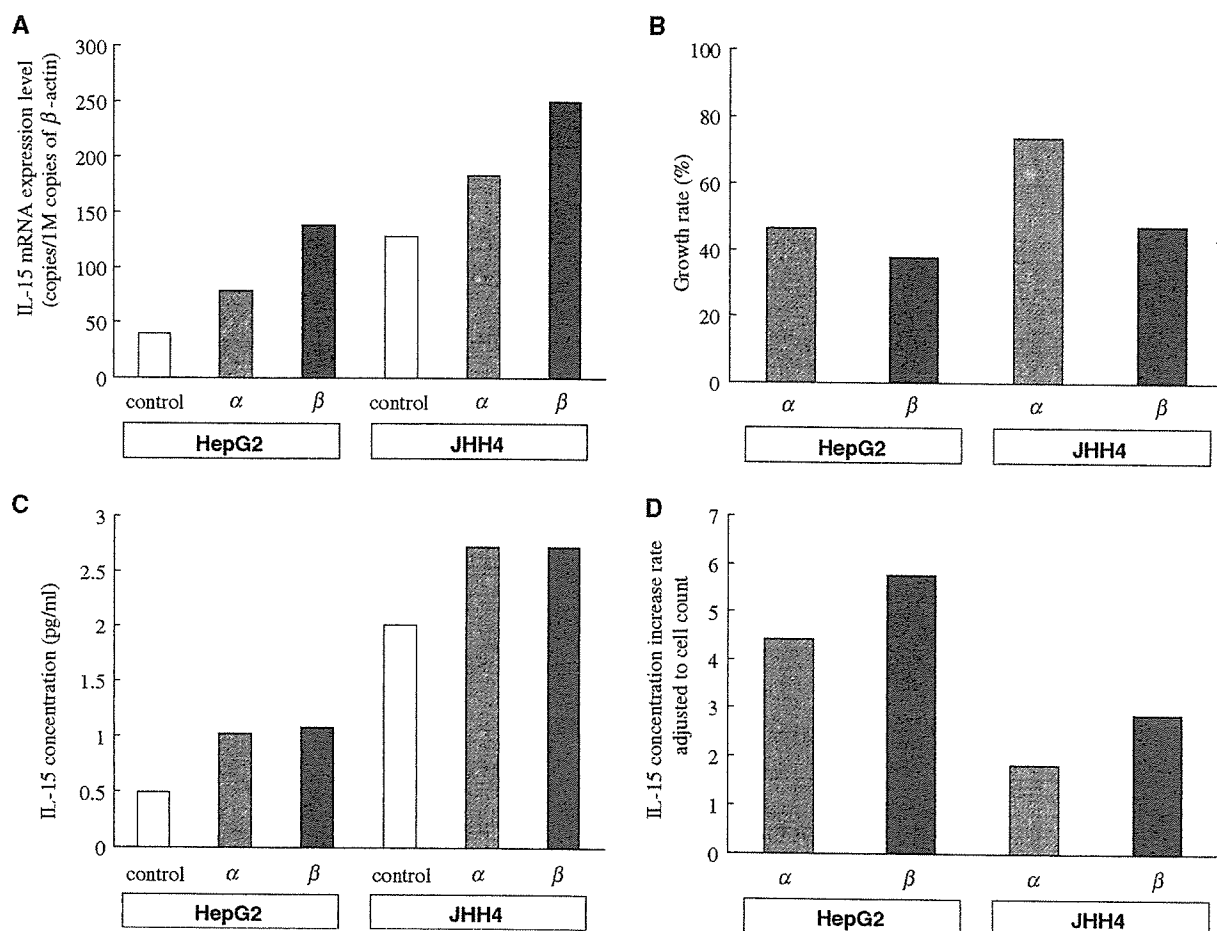 A
IL-15 mRNA expression level
(copies/1M copies of β-actin)
300
250
200
150
100
50
0
control α β control α β
HepG2 JHH4
B
Growth rate (%)
100
80
60
40
20
0
α β α β
HepG2 JHH4
C
IL-15 concentration (pg/ml)
3
2.5
2
1.5
1
0.5
0
control α β control α β
HepG2 JHH4
D
IL-15 concentration increase rate
adjusted to cell count
7
6
5
4
3
2
1
0
α β α β
HepG2 JHH4